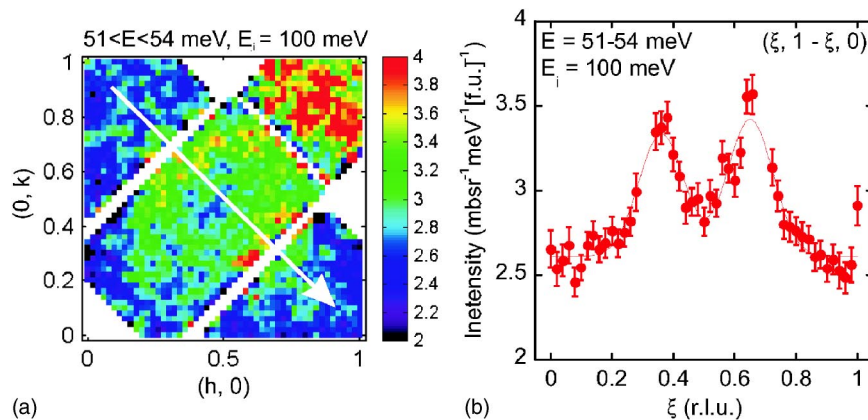 51<E<54 meV, Eᵢ = 100 meV
1
0.8
0.6
0.4
0.2
0
(0, k)
0 0.5 1
(h, 0)
4
3.8
3.6
3.4
3.2
3
2.8
2.6
2.4
2.2
2
(a)
E = 51-54 meV
Eᵢ = 100 meV
(ξ, 1 - ξ, 0)
4
3.5
3
2.5
2
Inetensity (mbsr⁻¹meV⁻¹[f.u.]⁻¹)
0 0.2 0.4 0.6 0.8 1
ξ (r.l.u.)
(b)